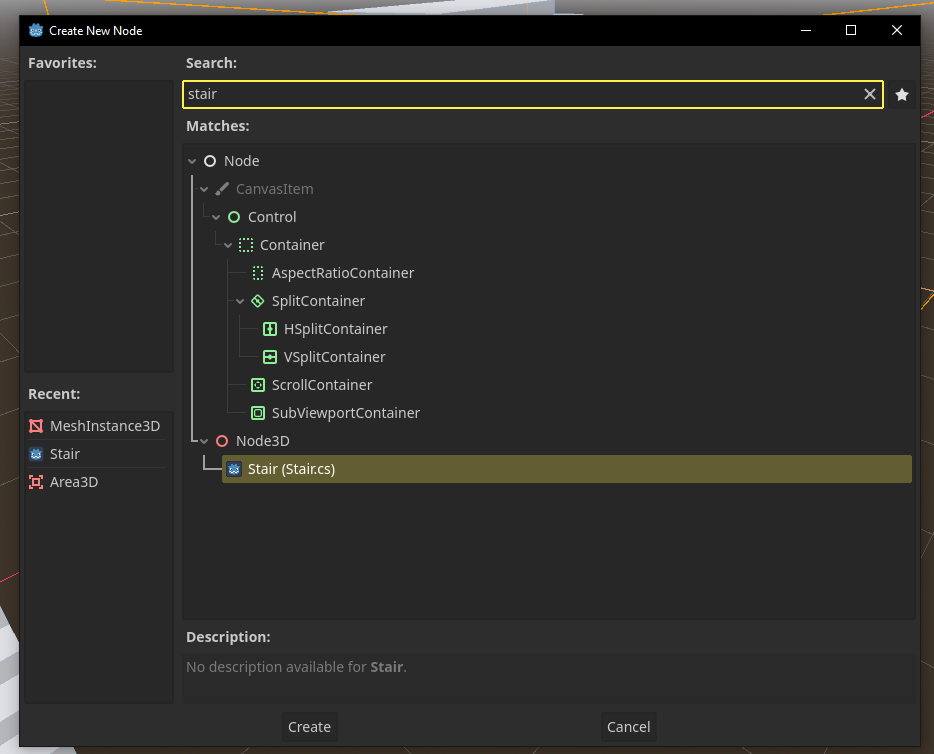 Create New Node
Favorites:
Search:
stair
Matches:
Node
CanvasItem
Control
Container
AspectRatioContainer
SplitContainer
HSplitContainer
VSplitContainer
ScrollContainer
SubViewportContainer
Node3D
Stair (Stair.cs)
Recent:
MeshInstance3D
Stair
Area3D
Description:
No description available for Stair.
Create
Cancel